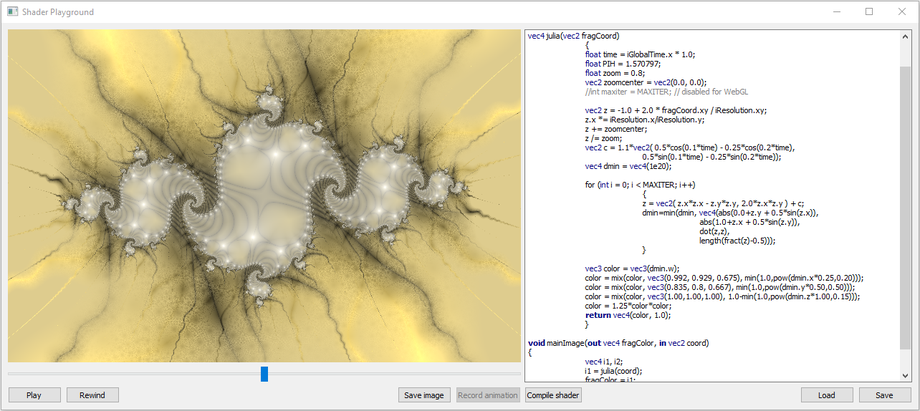 Shader Playground
vec4 julia(vec2 fragCoord)
{
float time = iGlobalTime.x * 1.0;
float PIH = 1.570797;
float zoom = 0.8;
vec2 zoomcenter = vec2(0.0, 0.0);
//int maxiter = MAXITER; // disabled for WebGL
vec2 z = -1.0 + 2.0 * fragCoord.xy / iResolution.xy;
z.x *= iResolution.x/iResolution.y;
z += zoomcenter;
z /= zoom;
vec2 c = 1.1*vec2( 0.5*cos(0.1*time) - 0.25*cos(0.2*time),
0.5*sin(0.1*time) - 0.25*sin(0.2*time));
vec4 dmin = vec4(1e20);
for (int i = 0; i < MAXITER; i++)
{
z = vec2( z.x*z.x - z.y*z.y, 2.0*z.x*z.y ) + c;
dmin=min(dmin, vec4(abs(0.0+z.y + 0.5*sin(z.x)),
abs(1.0+z.x + 0.5*sin(z.y)),
dot(z,z),
length(fract(z)-0.5)));
}
vec3 color = vec3(dmin.w);
color = mix(color, vec3(0.992, 0.929, 0.675), min(1.0,pow(dmin.x*0.25,0.20)));
color = mix(color, vec3(0.835, 0.8, 0.667), min(1.0,pow(dmin.y*0.50,0.50)));
color = mix(color, vec3(1.00, 1.00, 1.00), 1.0-min(1.0,pow(dmin.z*1.00,0.15)));
color = 1.25*color*color;
return vec4(color, 1.0);
}
void mainImage(out vec4 fragColor, in vec2 coord)
{
vec4 i1, i2;
i1 = julia(coord);
fragColor = i1;
Play Rewind Save image Record animation Compile shader Load Save